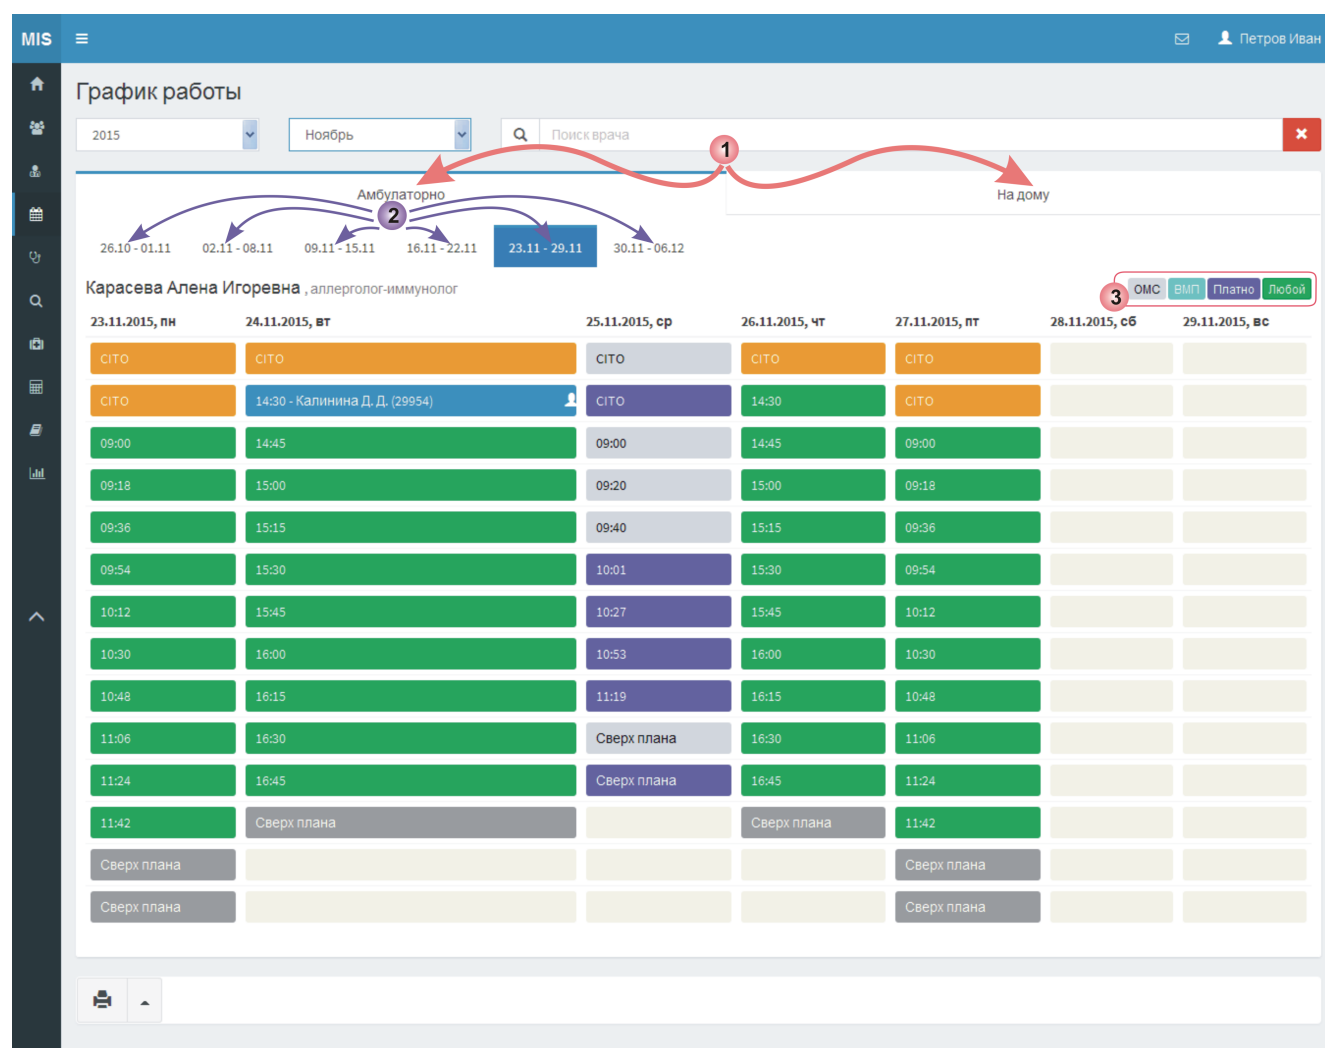 MIS
Петров Иван
График работы
2015 Ноябрь Поиск врача
1
Амбулаторно На дому
2
26.10 - 01.11 02.11 - 08.11 09.11 - 15.11 16.11 - 22.11 23.11 - 29.11 30.11 - 06.12
Карасева Алена Игоревна , аллерголог-иммунолог 3 ОМС ВМП Платно Любой
23.11.2015, пн 24.11.2015, вт 25.11.2015, ср 26.11.2015, чт 27.11.2015, пт 28.11.2015, сб 29.11.2015, вс
CITO CITO CITO CITO CITO
CITO 14:30 - Калинина Д. Д. (29954) CITO 14:30 CITO
09:00 14:45 09:00 14:45 09:00
09:18 15:00 09:20 15:00 09:18
09:36 15:15 09:40 15:15 09:36
09:54 15:30 10:01 15:30 09:54
10:12 15:45 10:27 15:45 10:12
10:30 16:00 10:53 16:00 10:30
10:48 16:15 11:19 16:15 10:48
11:06 16:30 Сверх плана 16:30 11:06
11:24 16:45 Сверх плана 16:45 11:24
11:42 Сверх плана Сверх плана 11:42
Сверх плана Сверх плана
Сверх плана Сверх плана